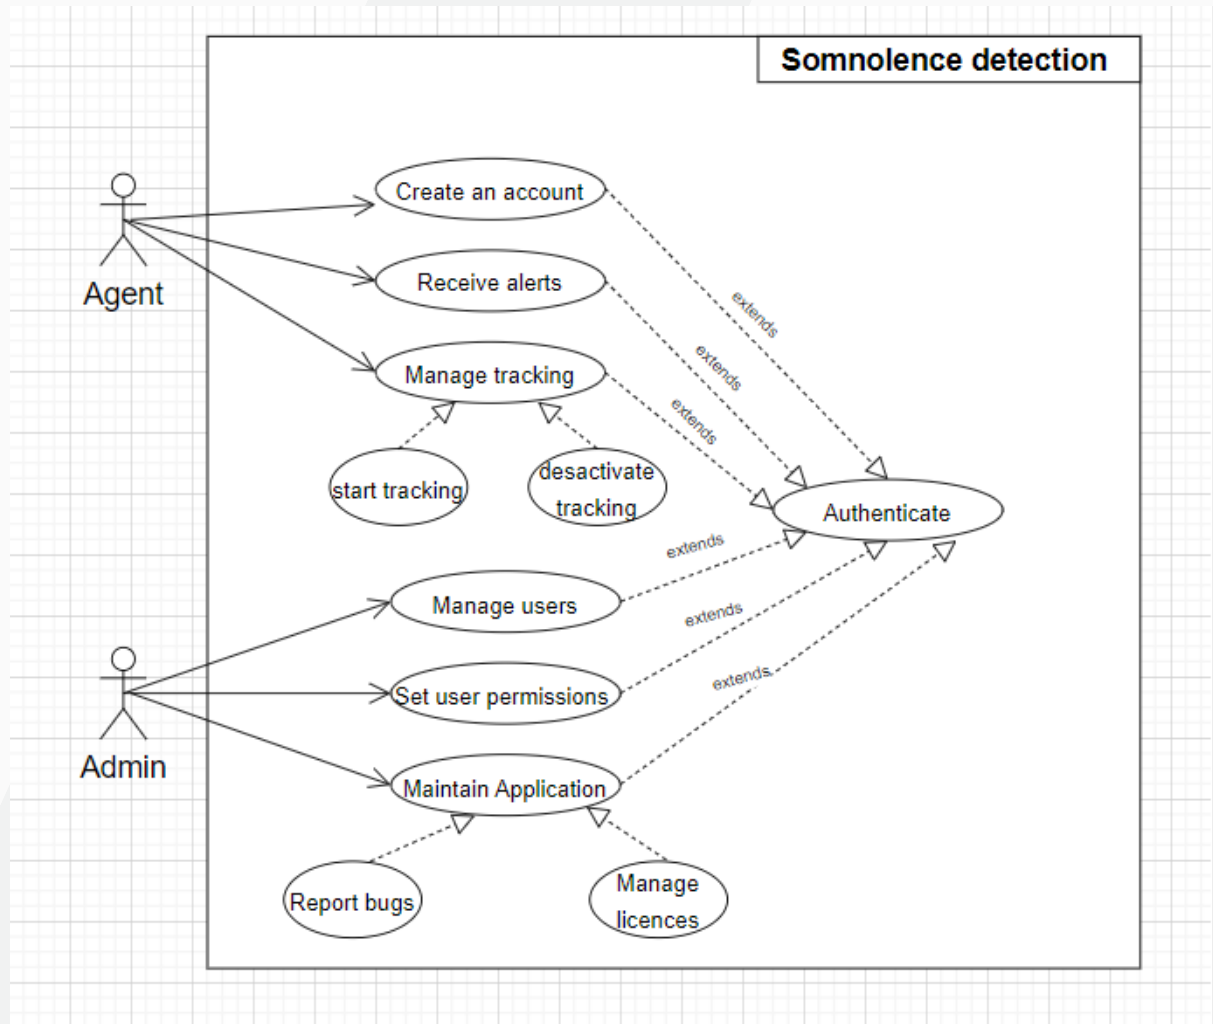 Somnolence detection
Create an account
Agent
Receive alerts
extends
extends
Manage tracking
extends
start tracking
desactivate
tracking
Authenticate
extends
Manage users
extends
Admin
Set user permissions
extends
Maintain Application
Report bugs
Manage
licences